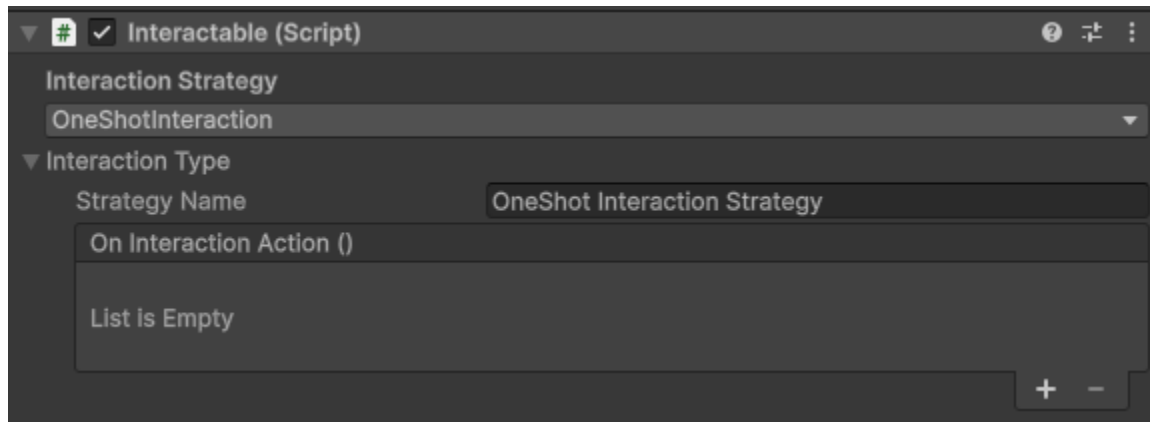 Interactable (Script)
Interaction Strategy
OneShotInteraction
Interaction Type
Strategy Name OneShot Interaction Strategy
On Interaction Action ()
List is Empty